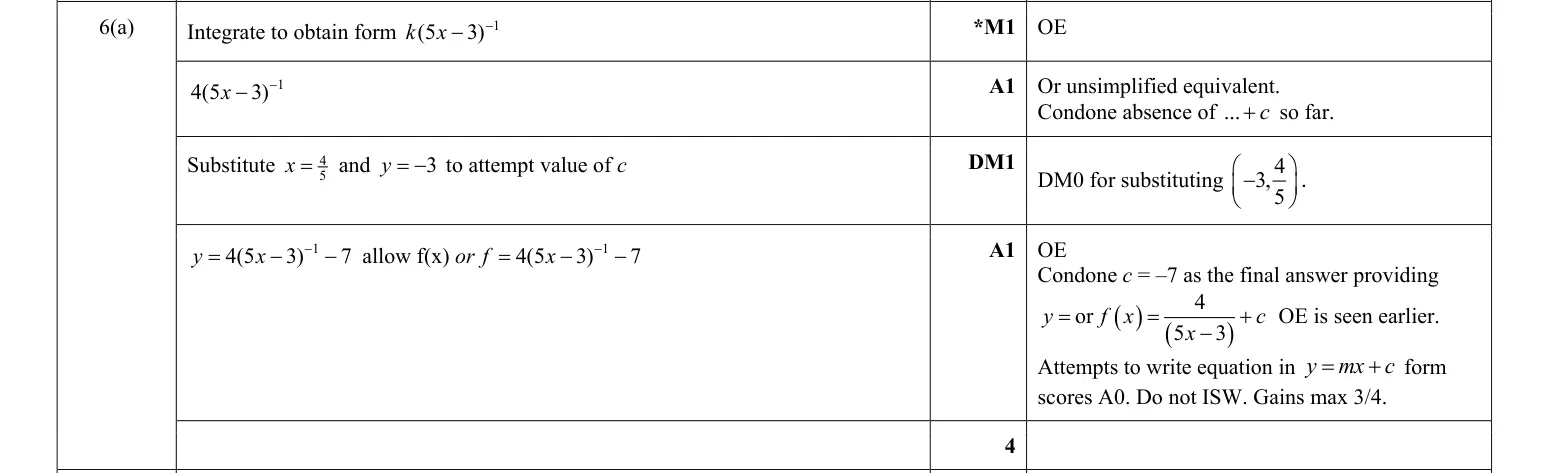 6(a) Integrate to obtain form k(5x − 3)⁻¹ *M1 OE
4(5x − 3)⁻¹ A1 Or unsimplified equivalent.
Condone absence of ... + c so far.
Substitute x = 4/5 and y = −3 to attempt value of c DM1 DM0 for substituting (−3, 4/5).
y = 4(5x − 3)⁻¹ − 7 allow f(x) or f = 4(5x − 3)⁻¹ − 7 A1 OE
Condone c = –7 as the final answer providing
y = or f (x) = 4/(5x − 3) + c OE is seen earlier.
Attempts to write equation in y = mx + c form
scores A0. Do not ISW. Gains max 3/4.
4